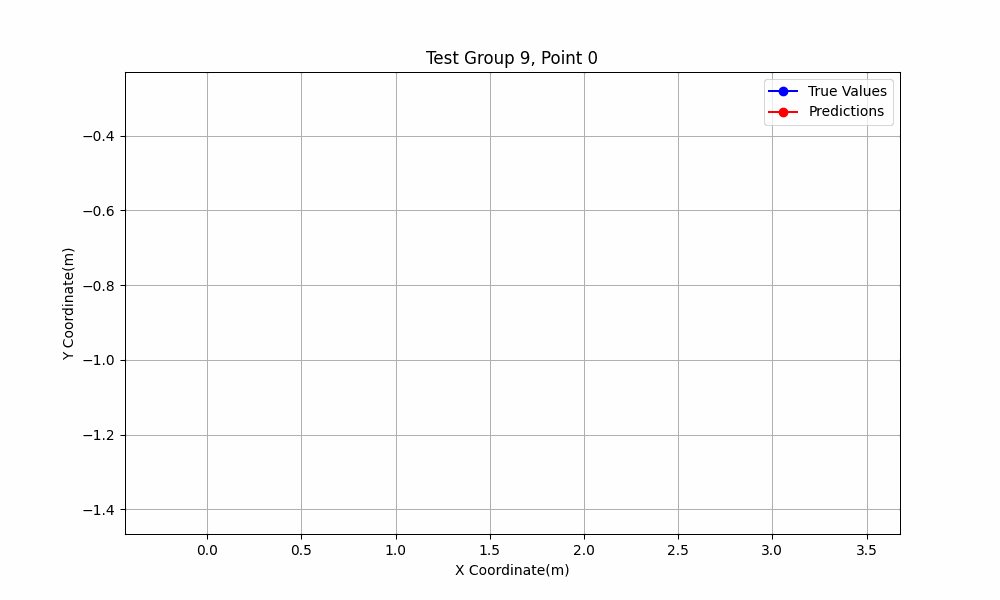 Test Group 9, Point 0
True Values
Predictions
Y Coordinate(m)
−0.4
−0.6
−0.8
−1.0
−1.2
−1.4
0.0 0.5 1.0 1.5 2.0 2.5 3.0 3.5
X Coordinate(m)